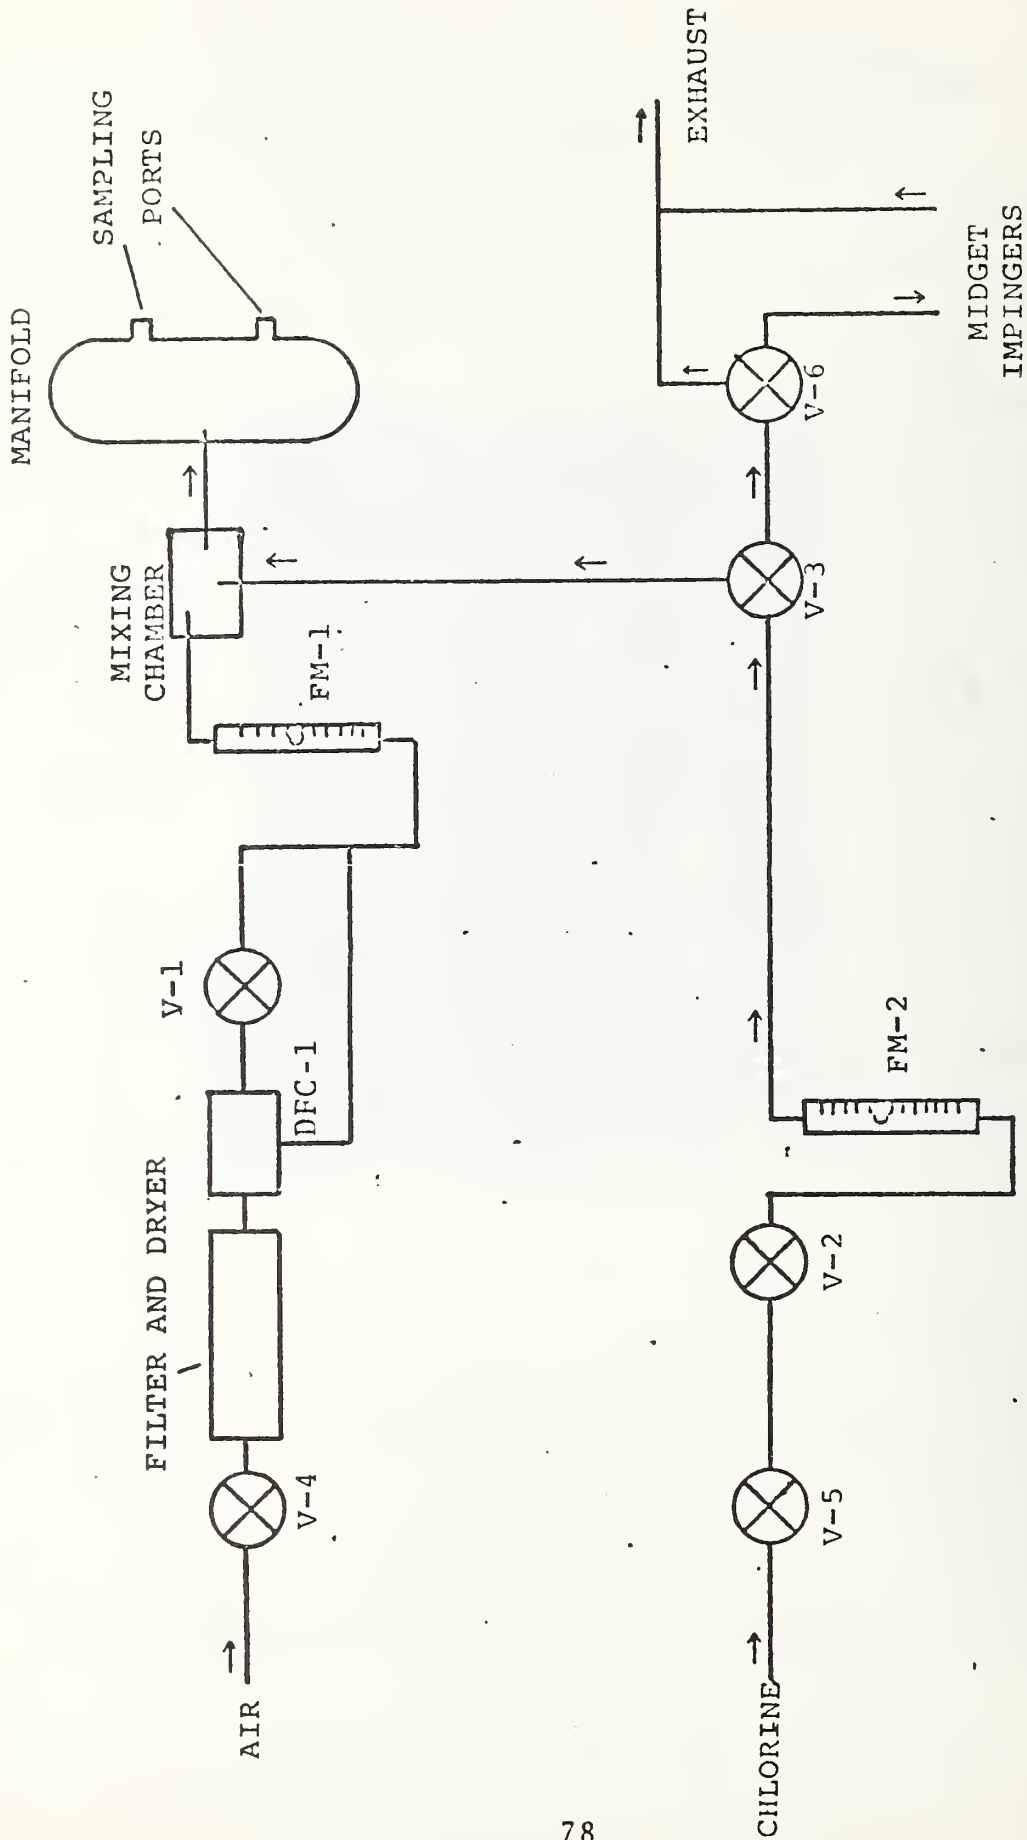 MANIFOLD
SAMPLING
PORTS
MIXING
CHAMBER
FM-1
V-1
DFC-1
FILTER AND DRYER
V-4
AIR
EXHAUST
MIDGET
IMPINGERS
V-6
V-3
FM-2
V-2
V-5
CHLORINE
78